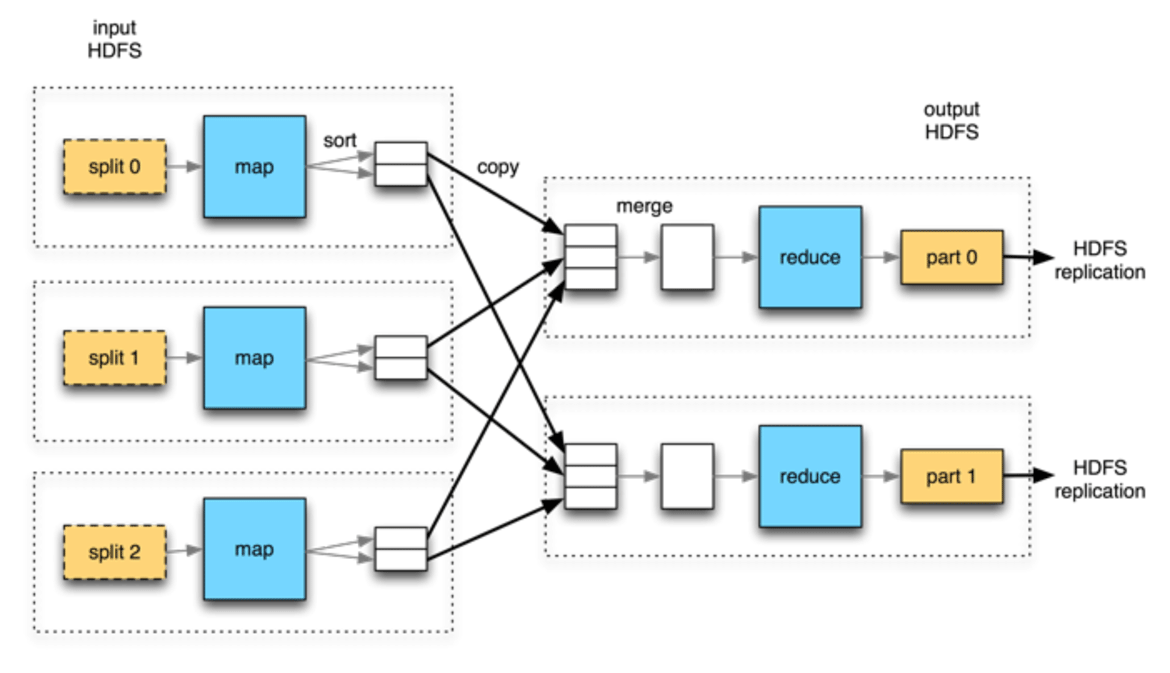 input
HDFS
split 0
map
sort
copy
split 1
map
split 2
map
output
HDFS
merge
reduce
part 0
HDFS
replication
reduce
part 1
HDFS
replication